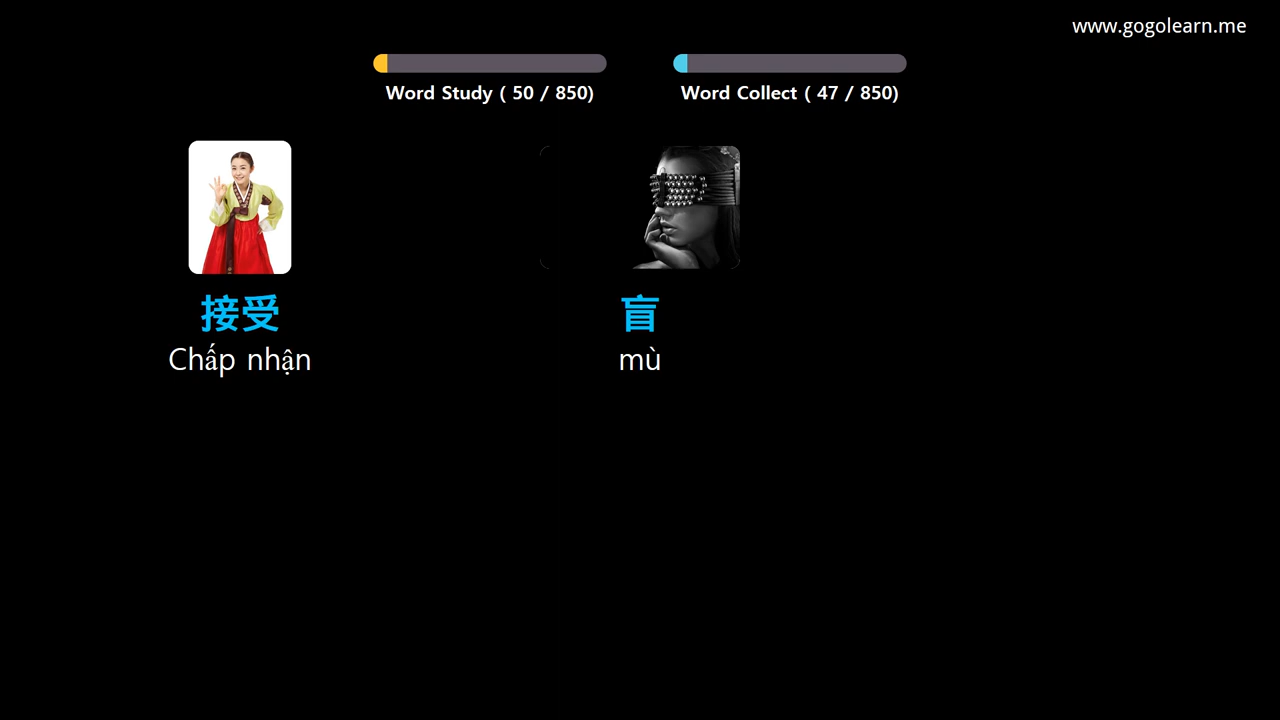 www.gogolearn.me
Word Study ( 50 / 850)
Word Collect ( 47 / 850)
接受
Chấp nhận
盲
mù